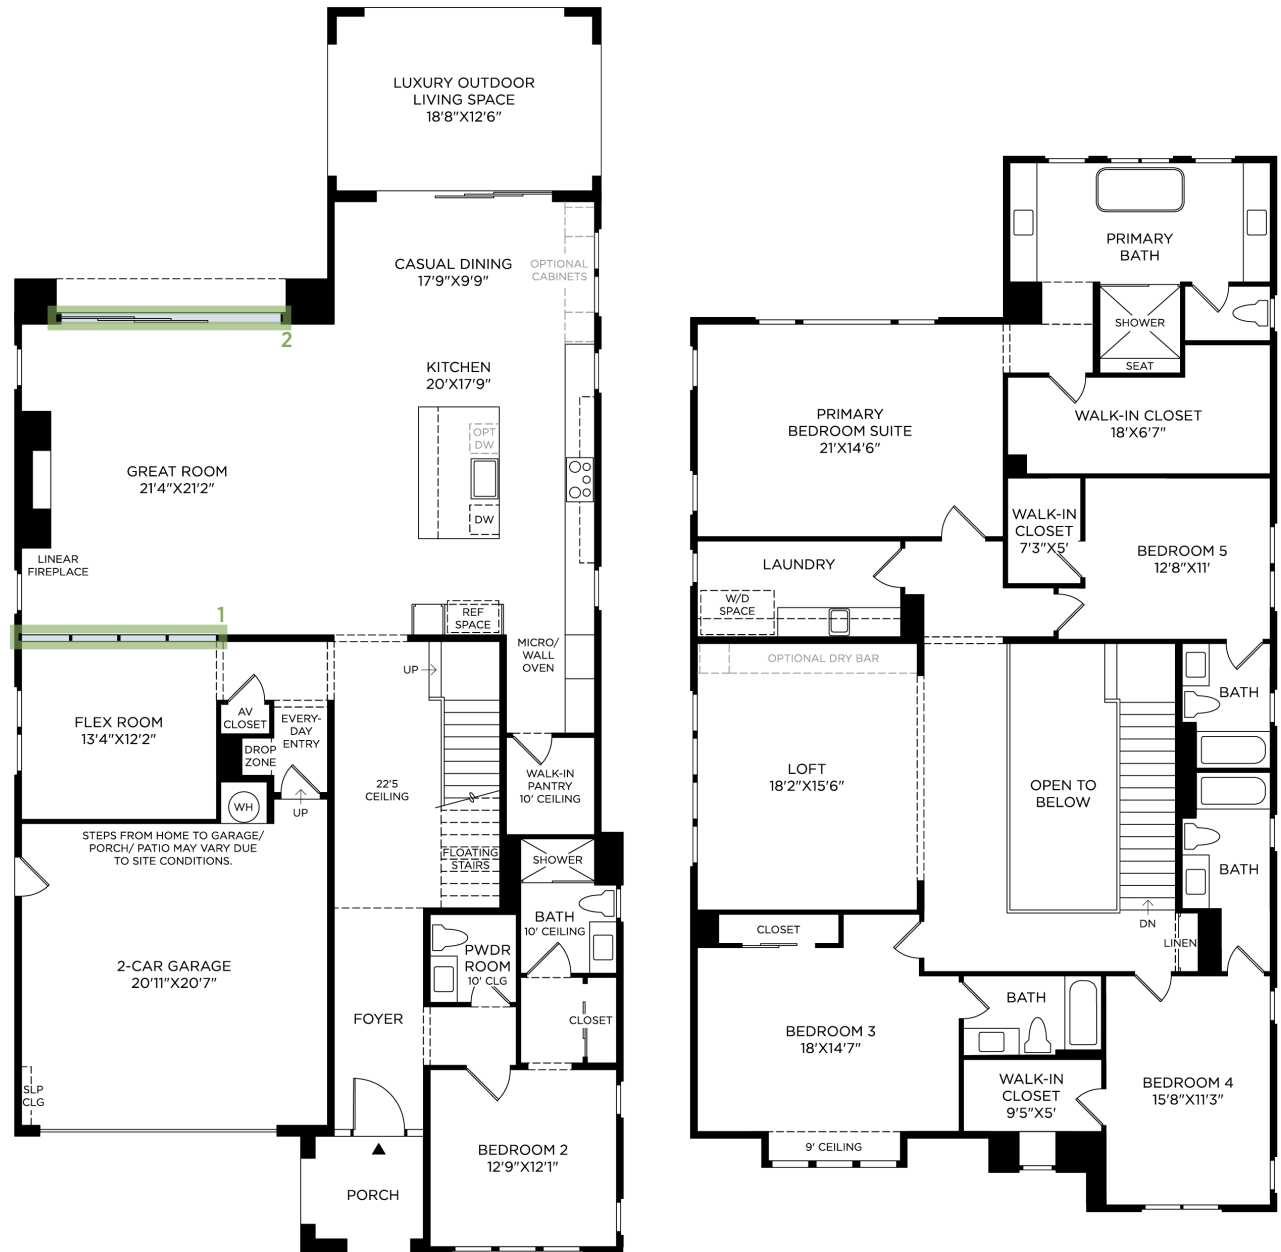 LUXURY OUTDOOR
LIVING SPACE
18'8"X12'6"
CASUAL DINING
17'9"X9'9"
OPTIONAL
CABINETS
2
KITCHEN
20'X17'9"
OPT
DW
DW
GREAT ROOM
21'4"X21'2"
LINEAR
FIREPLACE
1
REF
SPACE
MICRO/
WALL
OVEN
UP
AV
CLOSET
EVERY-
DAY
ENTRY
FLEX ROOM
13'4"X12'2"
DROP
ZONE
22'5
CEILING
WALK-IN
PANTRY
10' CEILING
WH
UP
STEPS FROM HOME TO GARAGE/
PORCH/ PATIO MAY VARY DUE
TO SITE CONDITIONS.
FLOATING
STAIRS
SHOWER
BATH
10' CEILING
PWDR
ROOM
10' CLG
2-CAR GARAGE
20'11"X20'7"
FOYER
CLOSET
SLP
CLG
BEDROOM 2
12'9"X12'1"
PORCH
PRIMARY
BATH
SHOWER
SEAT
PRIMARY
BEDROOM SUITE
21'X14'6"
WALK-IN CLOSET
18'X6'7"
WALK-IN
CLOSET
7'3"X5'
BEDROOM 5
12'8"X11'
LAUNDRY
W/D
SPACE
OPTIONAL DRY BAR
BATH
LOFT
18'2"X15'6"
OPEN TO
BELOW
BATH
DN
LINEN
CLOSET
BATH
BEDROOM 3
18'X14'7"
WALK-IN
CLOSET
9'5"X5'
BEDROOM 4
15'8"X11'3"
9' CEILING